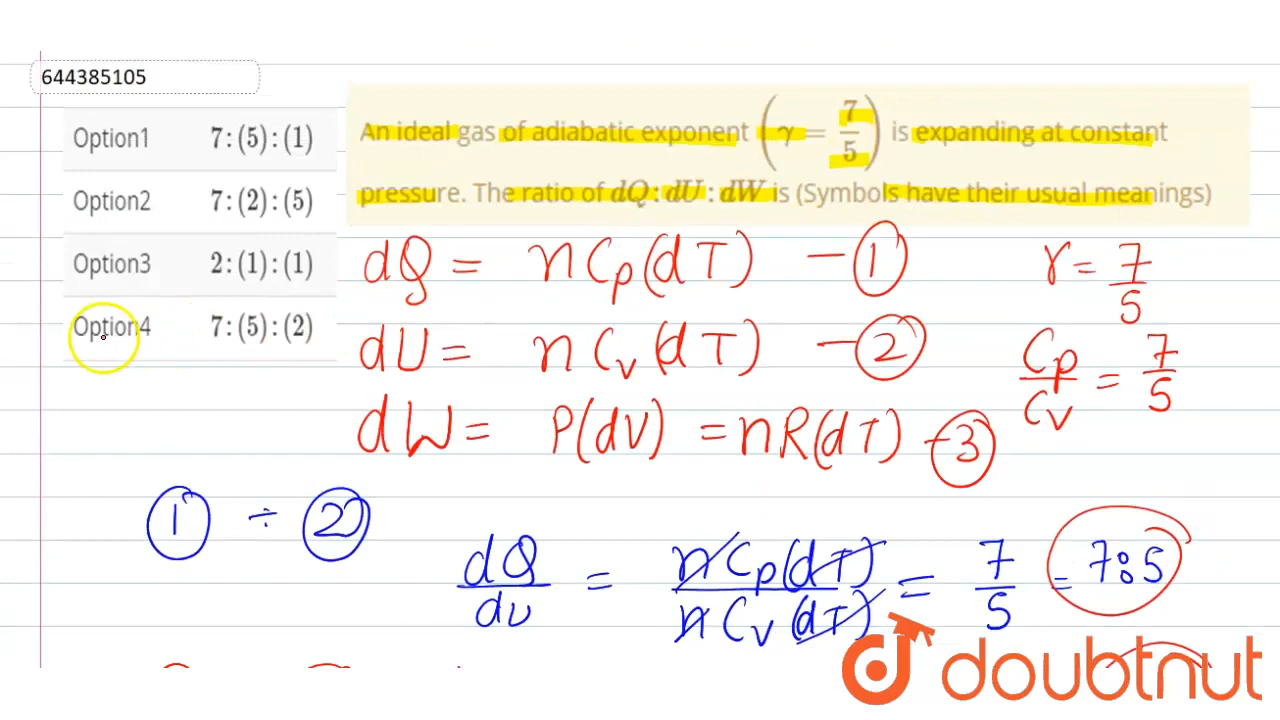 644385105
Option1 7 : (5) : (1)
Option2 7 : (2) : (5)
Option3 2 : (1) : (1)
Option4 7 : (5) : (2)
An ideal gas of adiabatic exponent (γ = 7/5) is expanding at constant
pressure. The ratio of dQ : dU : dW is (Symbols have their usual meanings)
dQ = nCp(dT) - ①
γ = 7/5
dU = nCv(dT) - ②
Cp/Cv = 7/5
dW = P(dV) = nR(dT) - ③
① ÷ ②
dQ/dU = nCp(dT)/nCv(dT) = 7/5 = 7:5
doubtnut